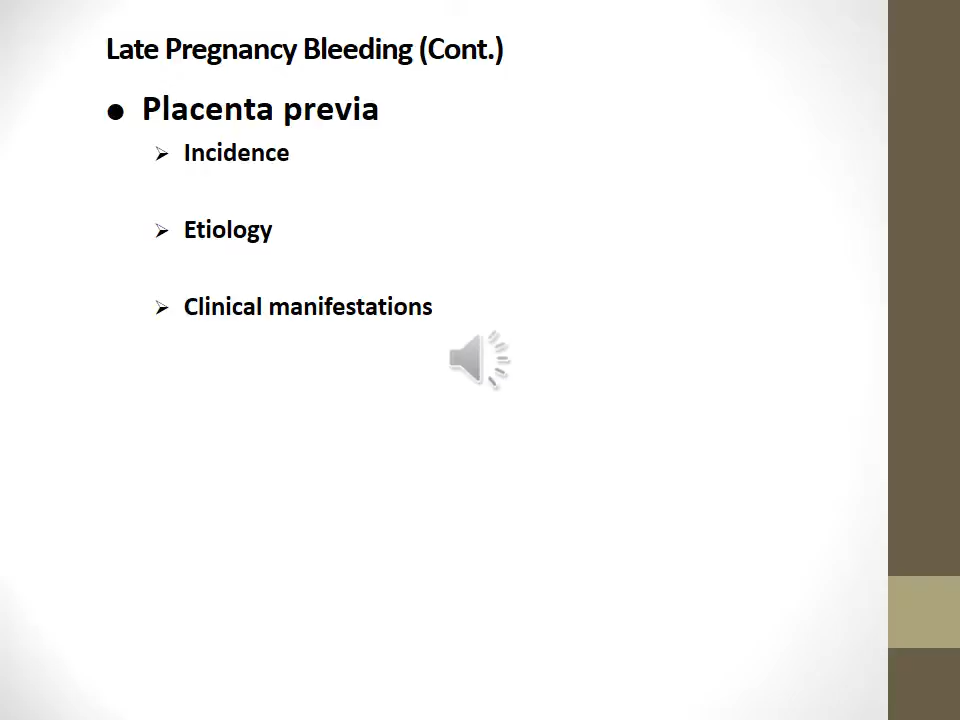 Late Pregnancy Bleeding (Cont.)
● Placenta previa
➢ Incidence
➢ Etiology
➢ Clinical manifestations